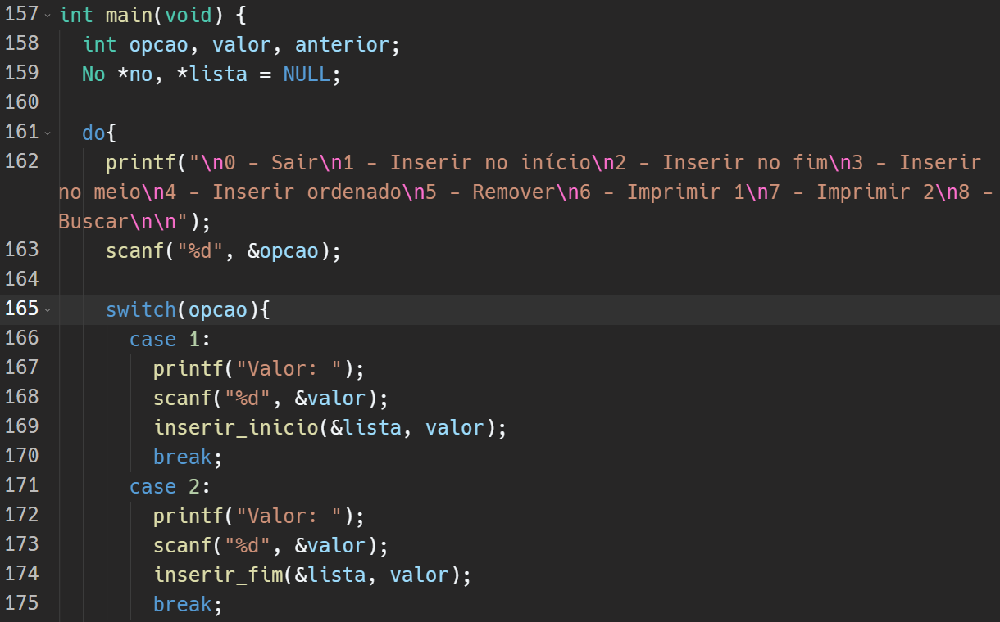 157 int main(void) {
158 int opcao, valor, anterior;
159 No *no, *lista = NULL;
160
161 do{
162 printf("\n0 - Sair\n1 - Inserir no início\n2 - Inserir no fim\n3 - Inserir
no meio\n4 - Inserir ordenado\n5 - Remover\n6 - Imprimir 1\n7 - Imprimir 2\n8 -
Buscar\n\n");
163 scanf("%d", &opcao);
164
165 switch(opcao){
166 case 1:
167 printf("Valor: ");
168 scanf("%d", &valor);
169 inserir_inicio(&lista, valor);
170 break;
171 case 2:
172 printf("Valor: ");
173 scanf("%d", &valor);
174 inserir_fim(&lista, valor);
175 break;